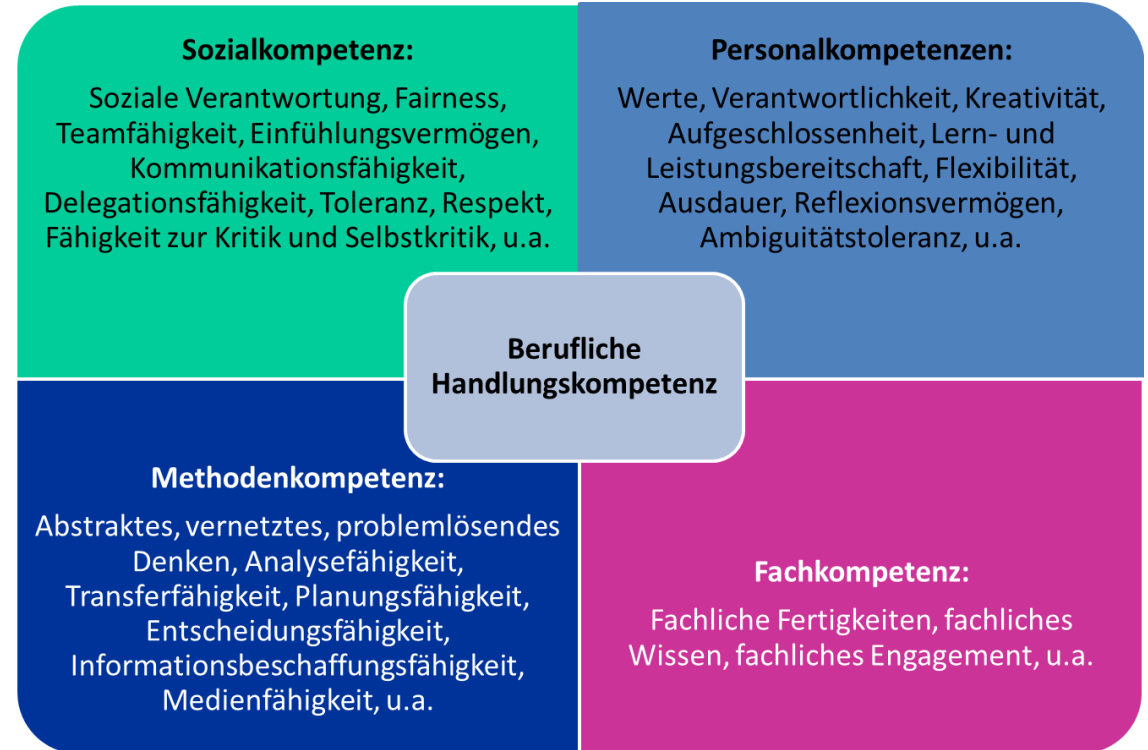 Sozialkompetenz:
Soziale Verantwortung, Fairness,
Teamfähigkeit, Einfühlungsvermögen,
Kommunikationsfähigkeit,
Delegationsfähigkeit, Toleranz, Respekt,
Fähigkeit zur Kritik und Selbstkritik, u.a.
Personalkompetenzen:
Werte, Verantwortlichkeit, Kreativität,
Aufgeschlossenheit, Lern- und
Leistungsbereitschaft, Flexibilität,
Ausdauer, Reflexionsvermögen,
Ambiguitätstoleranz, u.a.
Berufliche
Handlungskompetenz
Methodenkompetenz:
Abstraktes, vernetztes, problemlösendes
Denken, Analysefähigkeit,
Transferfähigkeit, Planungsfähigkeit,
Entscheidungsfähigkeit,
Informationsbeschaffungsfähigkeit,
Medienfähigkeit, u.a.
Fachkompetenz:
Fachliche Fertigkeiten, fachliches
Wissen, fachliches Engagement, u.a.